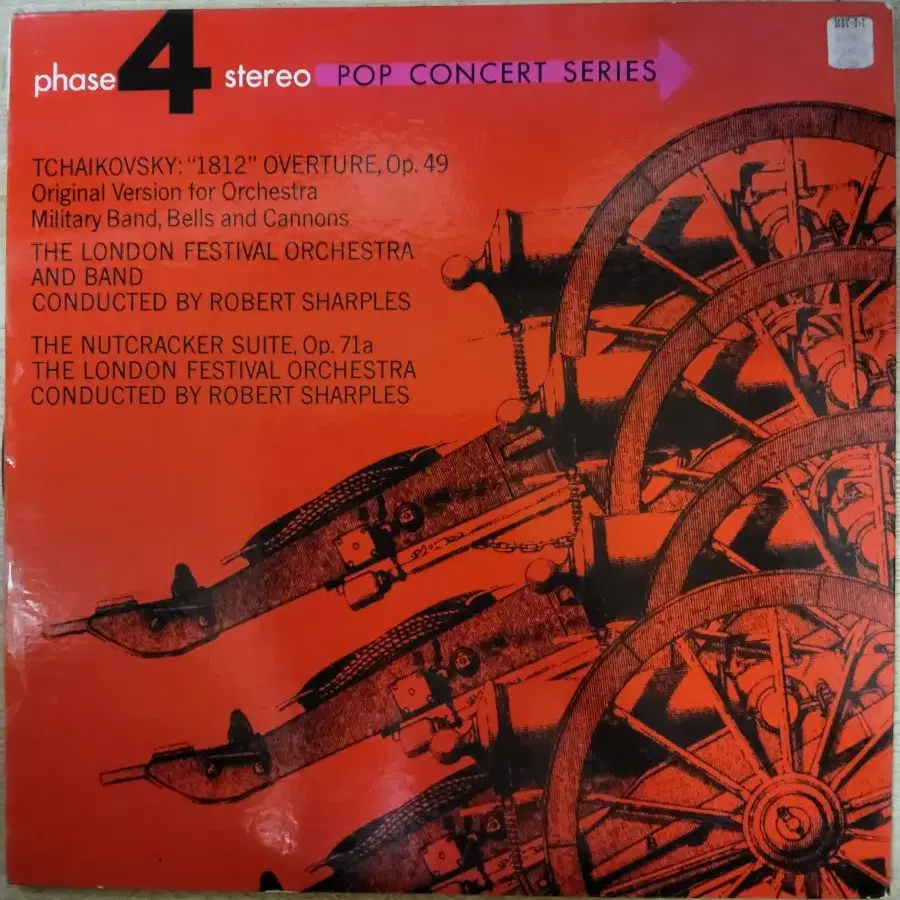 phase 4 stereo POP CONCERT SERIES
TCHAIKOVSKY: “1812” OVERTURE, Op. 49
Original Version for Orchestra
Military Band, Bells and Cannons
THE LONDON FESTIVAL ORCHESTRA
AND BAND
CONDUCTED BY ROBERT SHARPLES
THE NUTCRACKER SUITE, Op. 71a
THE LONDON FESTIVAL ORCHESTRA
CONDUCTED BY ROBERT SHARPLES